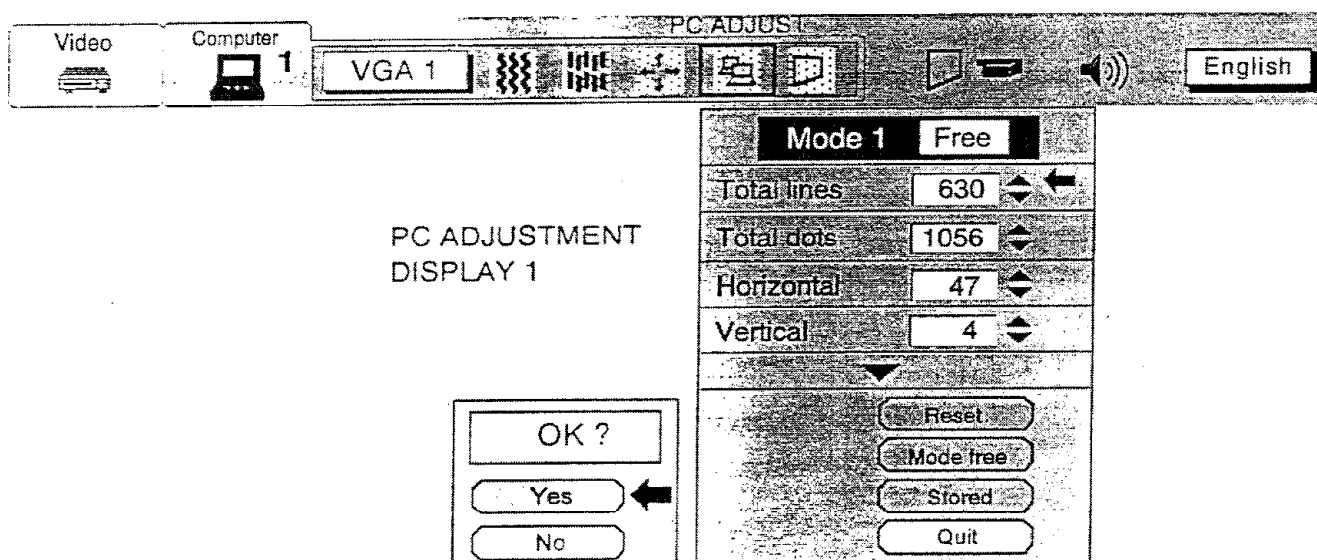 PC ADJUST
Video
Computer
1
VGA 1
English
Mode 1 Free
Total lines 630
Total dots 1056
Horizontal 47
Vertical 4
PC ADJUSTMENT
DISPLAY 1
Reset
Mode free
Stored
Quit
OK ?
Yes
No